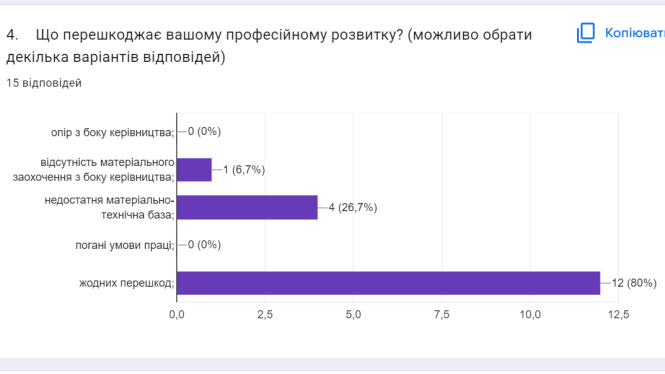 4. Що перешкоджає вашому професійному розвитку? (можливо обрати
декілька варіантів відповідей)
Копіюват
15 відповідей
опір з боку керівництва;
0 (0%)
відсутність матеріального
заохочення з боку керівництва;
1 (6,7%)
недостатня матеріально-
технічна база;
4 (26,7%)
погані умови праці;
0 (0%)
жодних перешкод;
12 (80%)
0,0 2,5 5,0 7,5 10,0 12,5